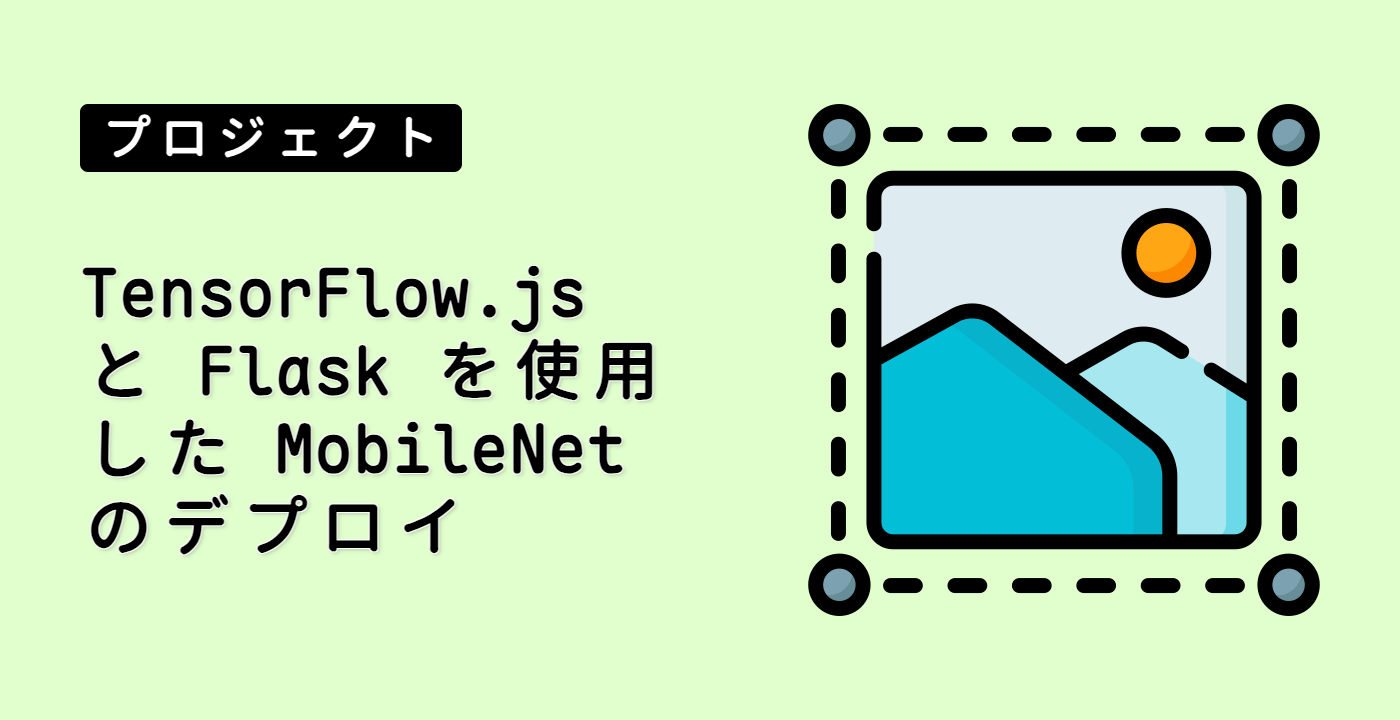 プロジェクト
TensorFlow.js
と Flask を使用
した MobileNet
のデプロイ